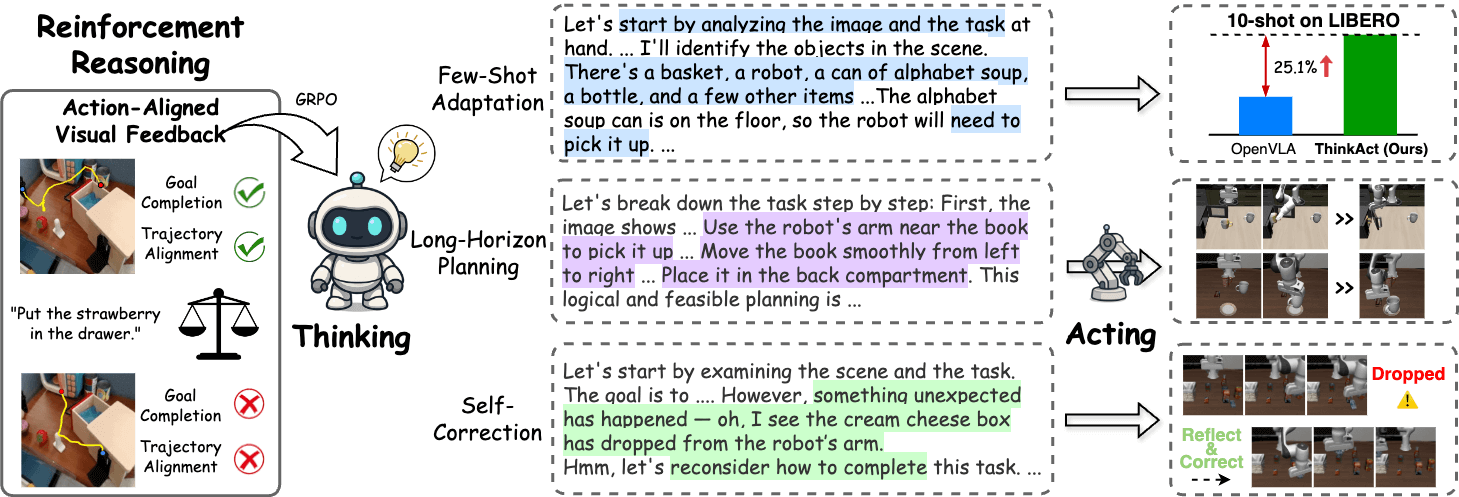 Reinforcement
Reasoning
Action-Aligned
Visual Feedback
GRPO
Goal
Completion
Trajectory
Alignment
"Put the strawberry
in the drawer."
Goal
Completion
Trajectory
Alignment
Thinking
Few-Shot
Adaptation
Let's start by analyzing the image and the task at
hand. ... I'll identify the objects in the scene.
There's a basket, a robot, a can of alphabet soup,
a bottle, and a few other items ...The alphabet
soup can is on the floor, so the robot will need to
pick it up. ...
10-shot on LIBERO
25.1%
OpenVLA
ThinkAct (Ours)
Long-Horizon
Planning
Let's break down the task step by step: First, the
image shows ... Use the robot's arm near the book
to pick it up ... Move the book smoothly from left
to right ... Place it in the back compartment. This
logical and feasible planning is ...
Acting
>>
>>
Self-
Correction
Let's start by examining the scene and the task.
The goal is to .... However, something unexpected
has happened — oh, I see the cream cheese box
has dropped from the robot's arm.
Hmm, let's reconsider how to complete this task. ...
Dropped
Reflect
&
Correct